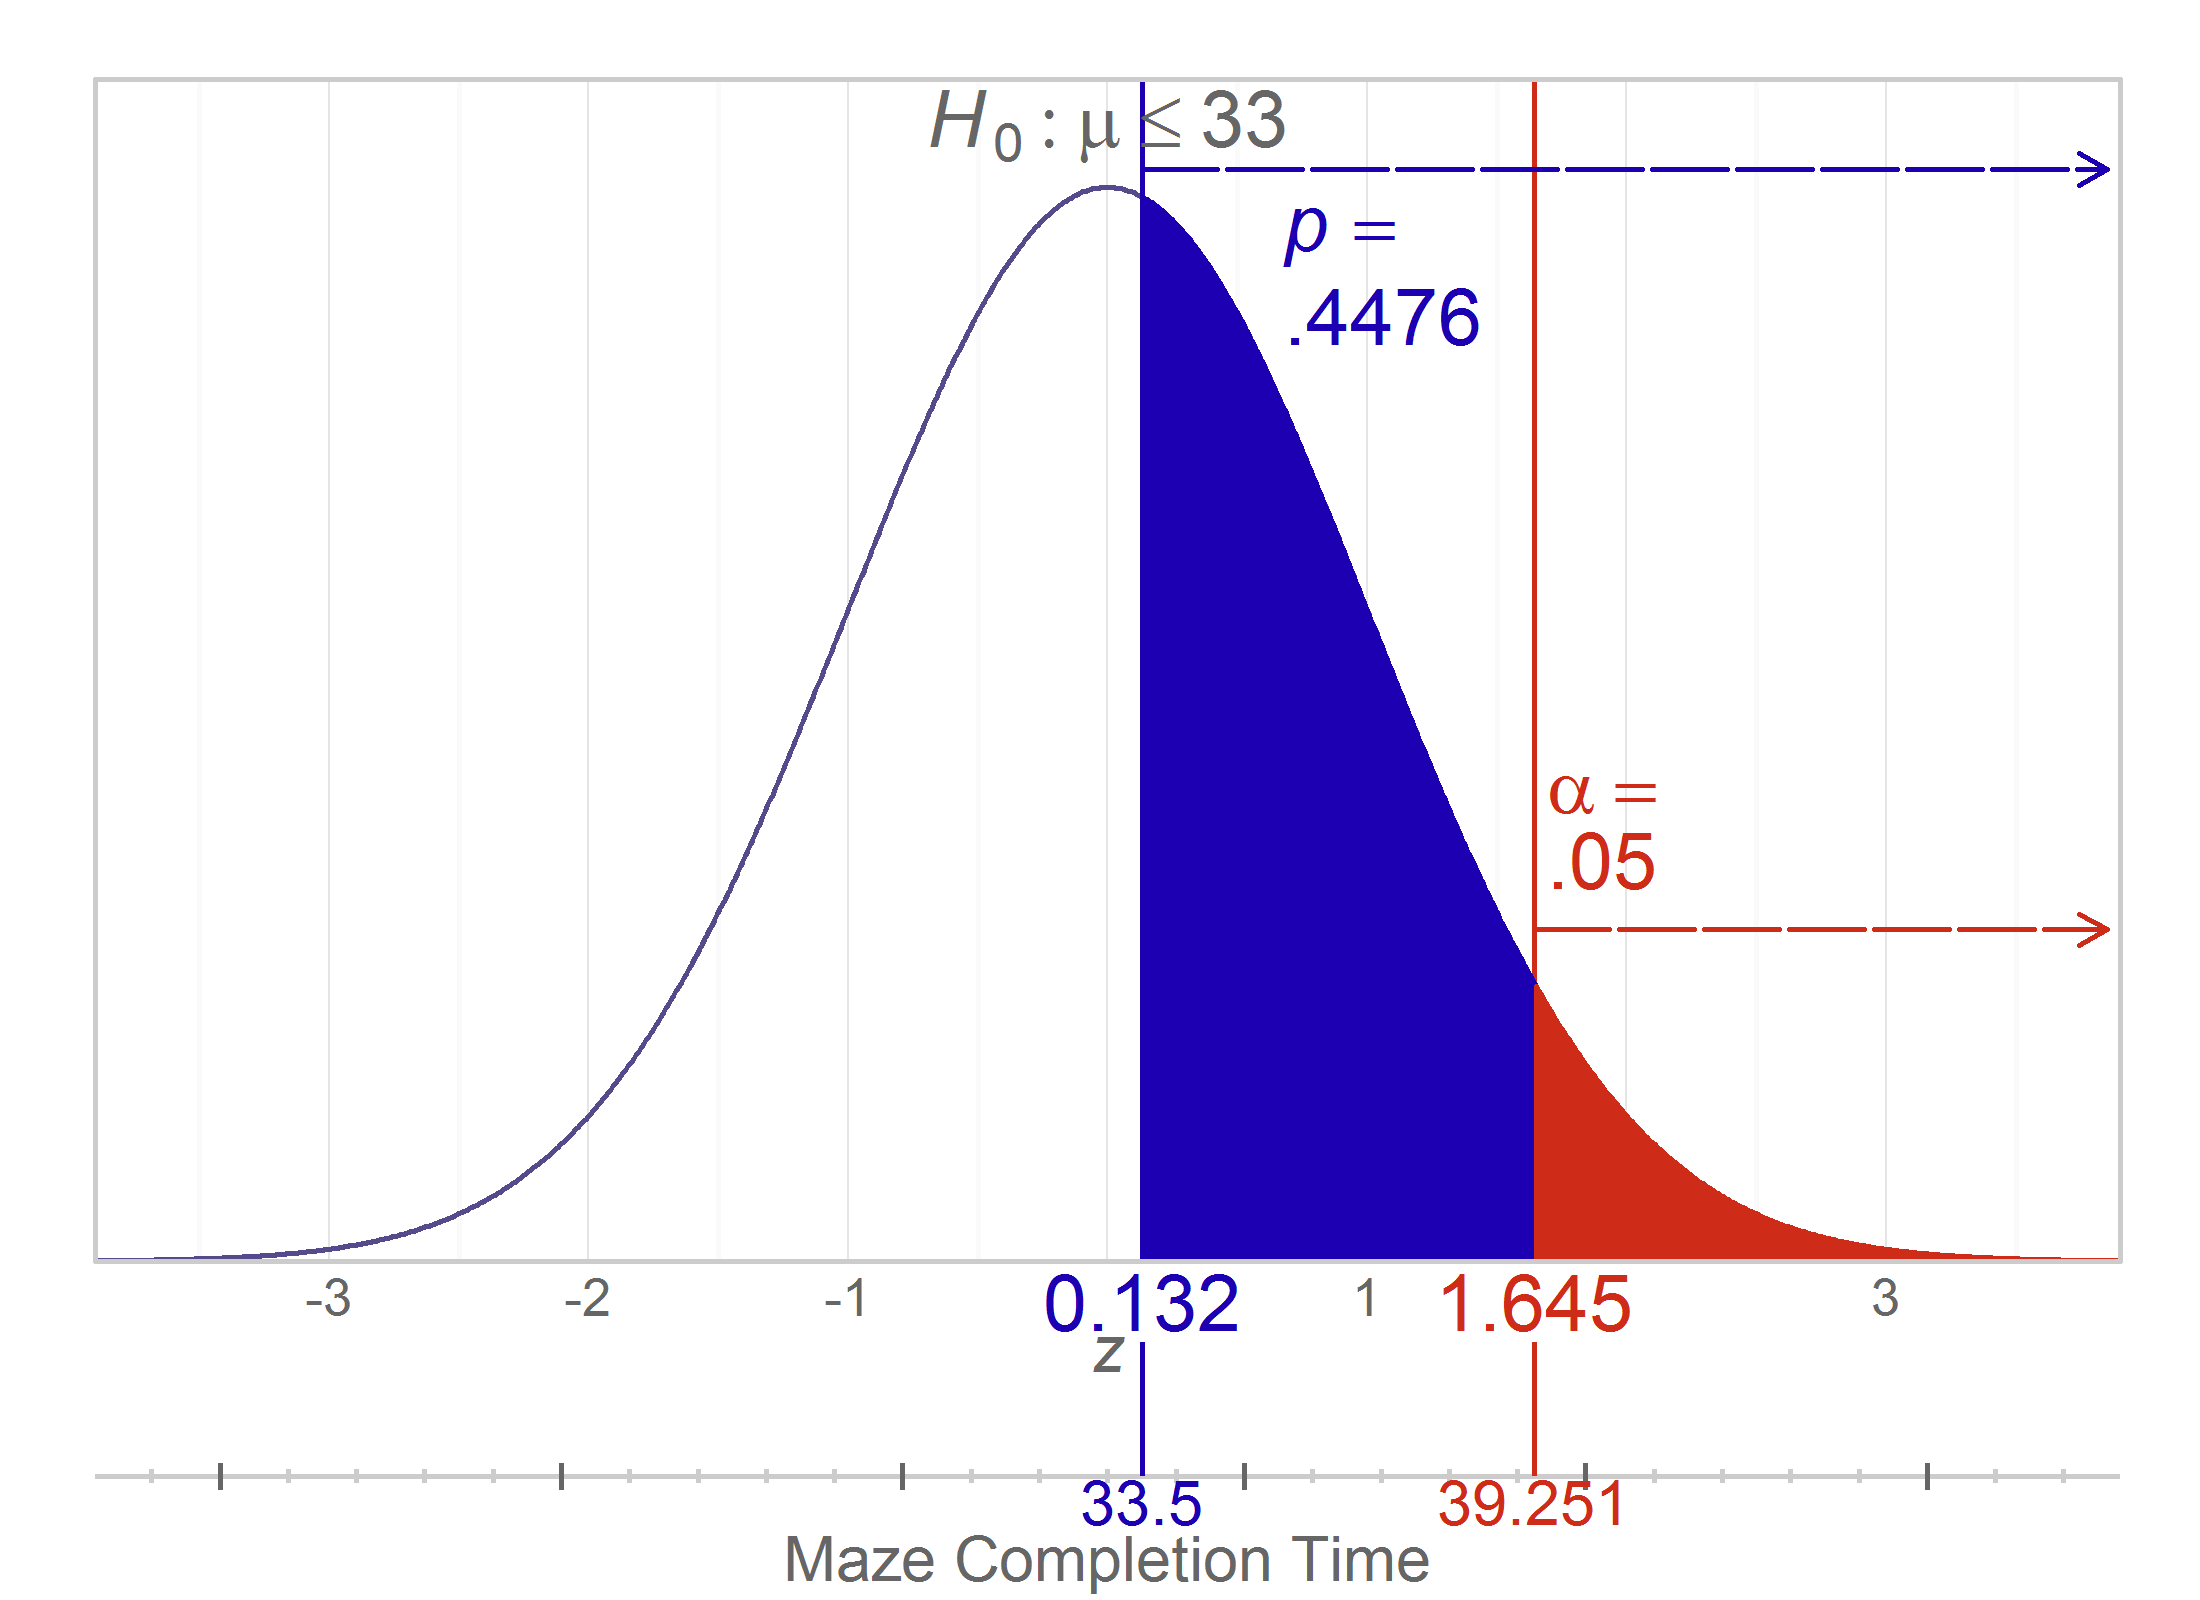 H₀ : μ ≤ 33
p =
.4476
α =
.05
-3 -2 -1 0.132 1 1.645 3
z
33.5 39.251
Maze Completion Time